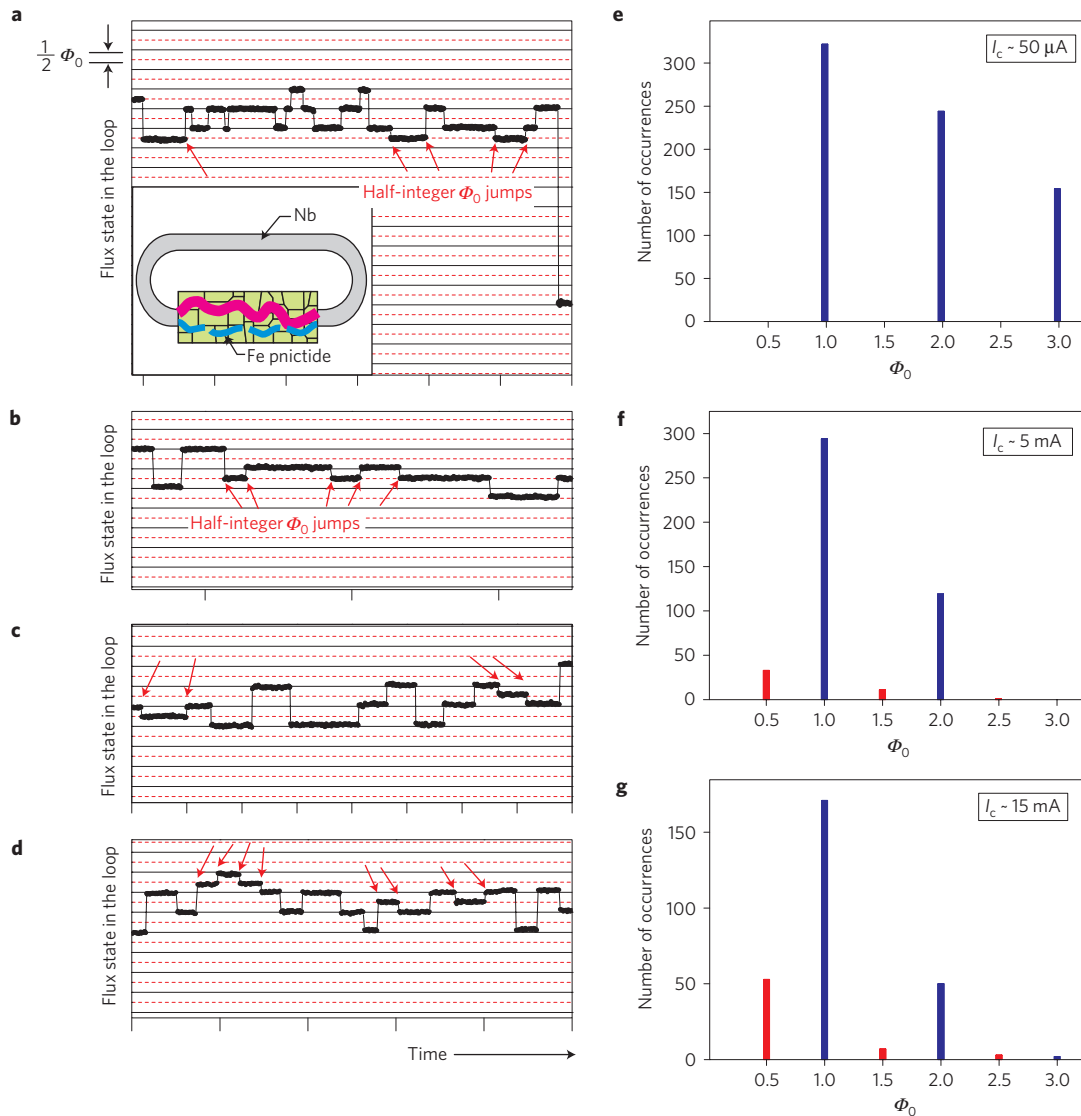 a
1/2 Φ0
Flux state in the loop
Half-integer Φ0 jumps
Nb
Fe pnictide
b
Flux state in the loop
Half-integer Φ0 jumps
c
Flux state in the loop
d
Flux state in the loop
Time
e
Ic ~ 50 μA
Number of occurrences
300
250
200
150
100
50
0
0.5 1.0 1.5 2.0 2.5 3.0
Φ0
f
Ic ~ 5 mA
Number of occurrences
300
250
200
150
100
50
0
0.5 1.0 1.5 2.0 2.5 3.0
Φ0
g
Ic ~ 15 mA
Number of occurrences
150
100
50
0
0.5 1.0 1.5 2.0 2.5 3.0
Φ0